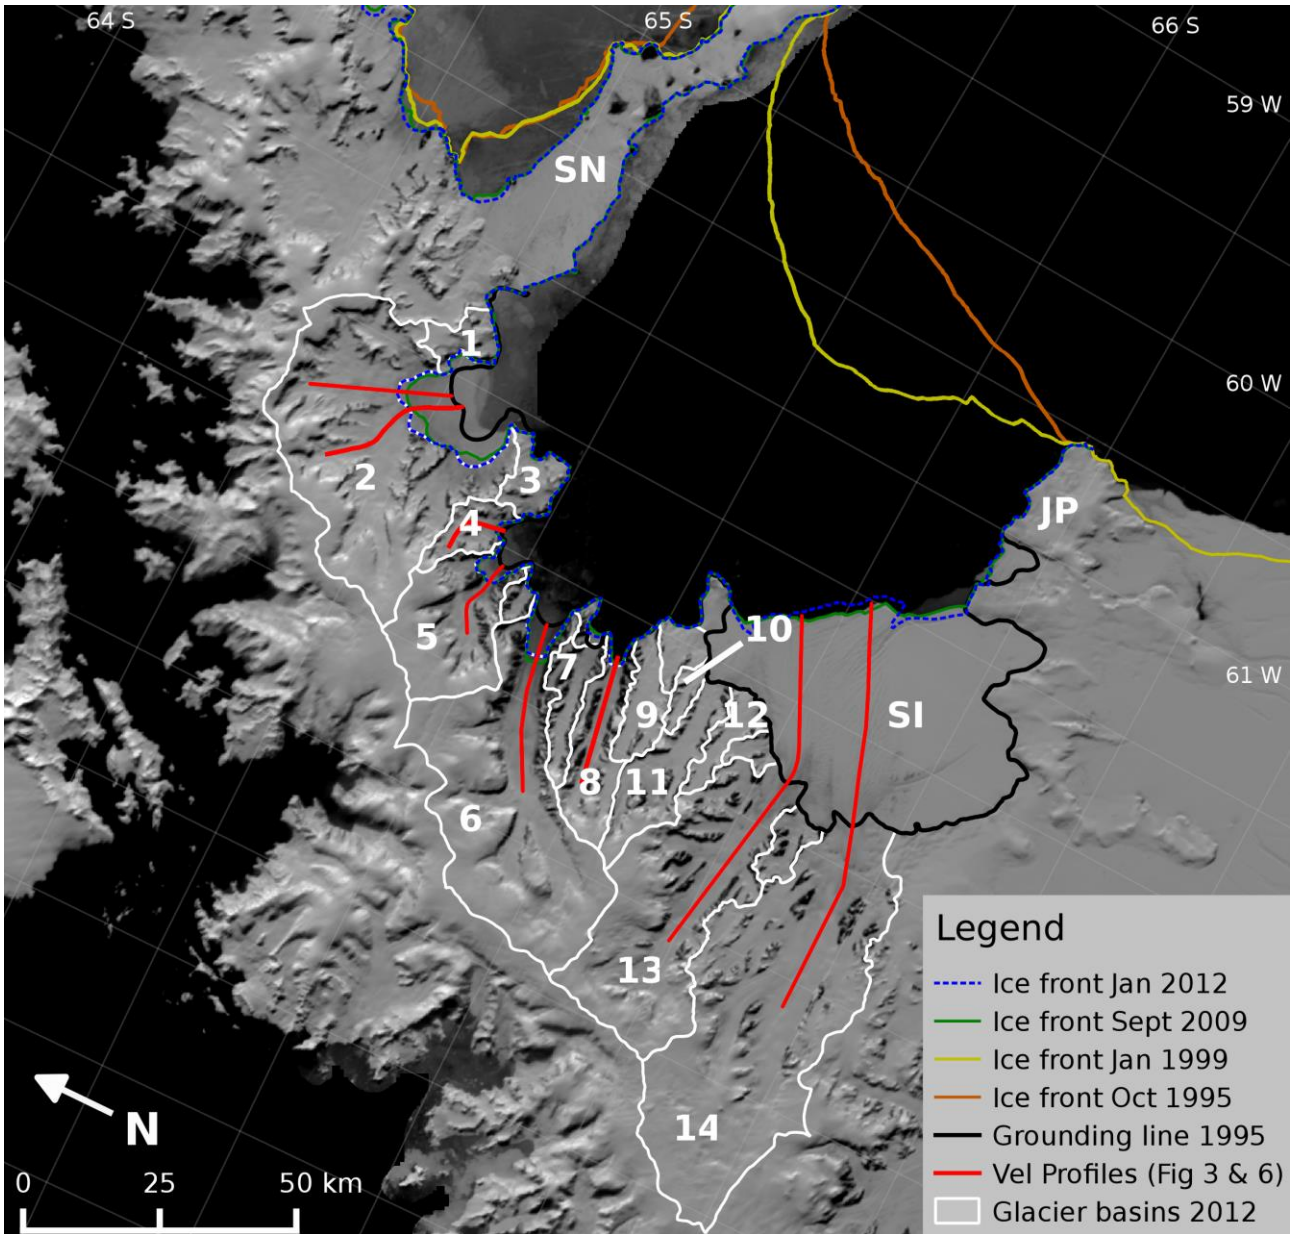 64 S
65 S
66 S
59 W
SN
1
60 W
2
3
JP
4
5
10
7
61 W
9
12
SI
6
8
11
13
Legend
Ice front Jan 2012
Ice front Sept 2009
Ice front Jan 1999
Ice front Oct 1995
Grounding line 1995
Vel Profiles (Fig 3 & 6)
Glacier basins 2012
N
14
0 25 50 km